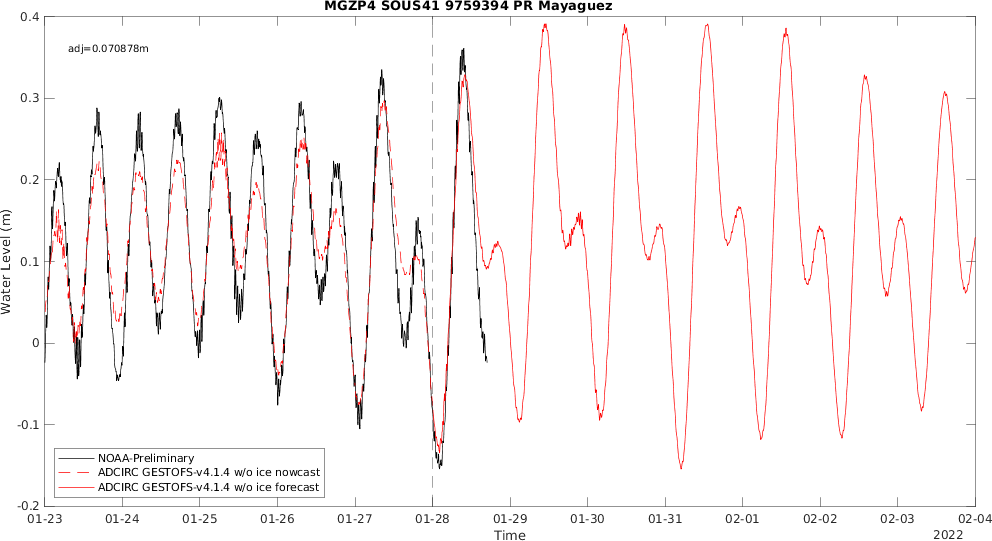 MGZP4 SOUS41 9759394 PR Mayaguez
adj=0.070878m
Water Level (m)
0.4
0.3
0.2
0.1
0
-0.1
-0.2
NOAA-Preliminary
ADCIRC GESTOFS-v4.1.4 w/o ice nowcast
ADCIRC GESTOFS-v4.1.4 w/o ice forecast
01-23 01-24 01-25 01-26 01-27 01-28 01-29 01-30 01-31 02-01 02-02 02-03 02-04
Time
2022